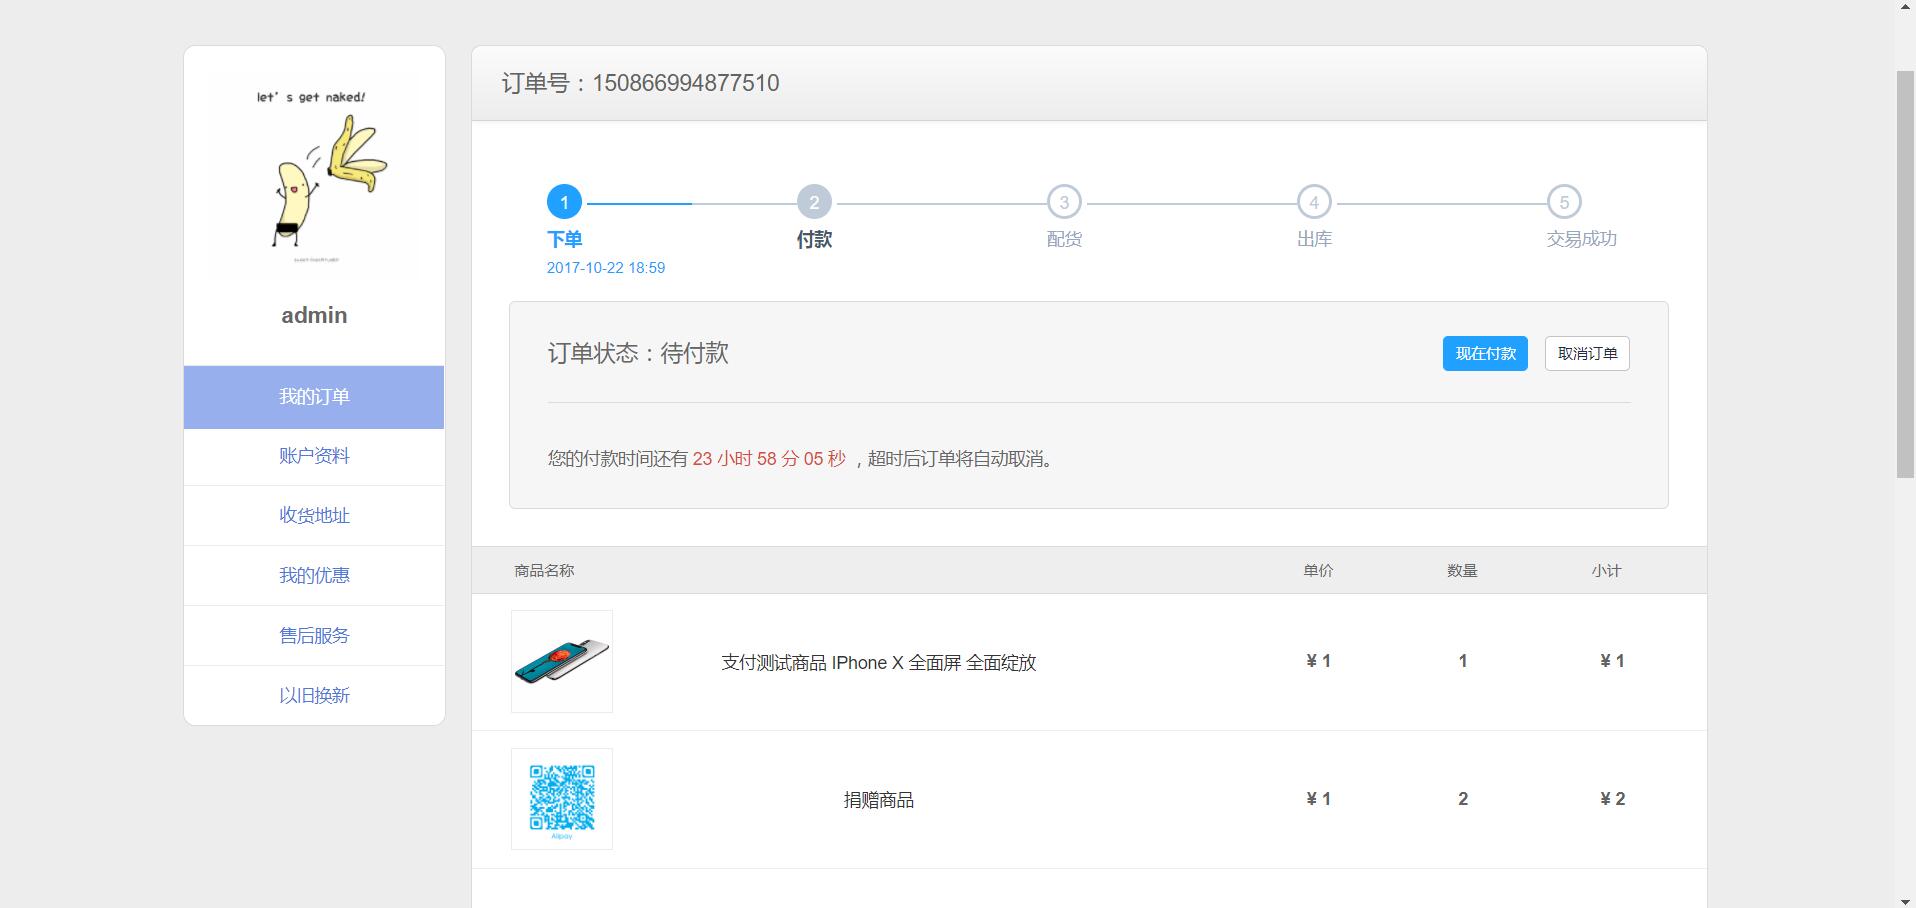 let's get naked!
admin
我的订单
账户资料
收货地址
我的优惠
售后服务
以旧换新
订单号：150866994877510
1 2 3 4 5
下单 付款 配货 出库 交易成功
2017-10-22 18:59
订单状态：待付款 现在付款 取消订单
您的付款时间还有 23 小时 58 分 05 秒 ，超时后订单将自动取消。
商品名称 单价 数量 小计
支付测试商品 IPhone X 全面屏 全面绽放 ¥ 1 1 ¥ 1
捐赠商品 ¥ 1 2 ¥ 2
Alipay